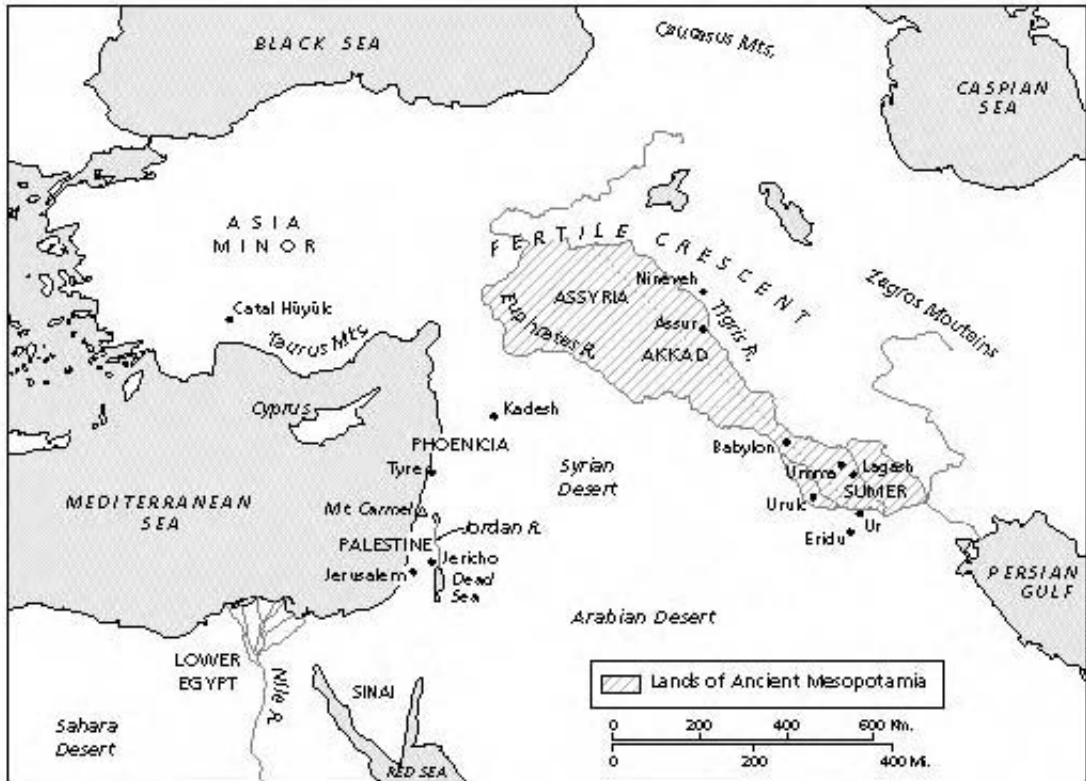 BLACK SEA
Caucasus Mts.
CASPIAN
SEA
ASIA
MINOR
FERTILE CRESCENT
Nineveh
ASSYRIA
Zagros Mouteins
Catal Hüyük
Taurus Mts.
Euphrates R.
Assur
Tigris R.
AKKAD
Cyprus
Kadesh
PHOENICIA
Babylon
Tyre
Syrian
Desert
Umma
Lagash
SUMER
MEDITERRANEAN
SEA
Mt. Carmel
Uruk
Jordan R.
Ur
PALESTINE
Eridu
Jericho
Jerusalem
Dead
Sea
PERSIAN
GULF
Arabian Desert
LOWER
EGYPT
Nile R.
SINAI
Lands of Ancient Mesopotamia
Sahara
Desert
0 200 400 600 Km.
0 200 400 Mi.
RED SEA